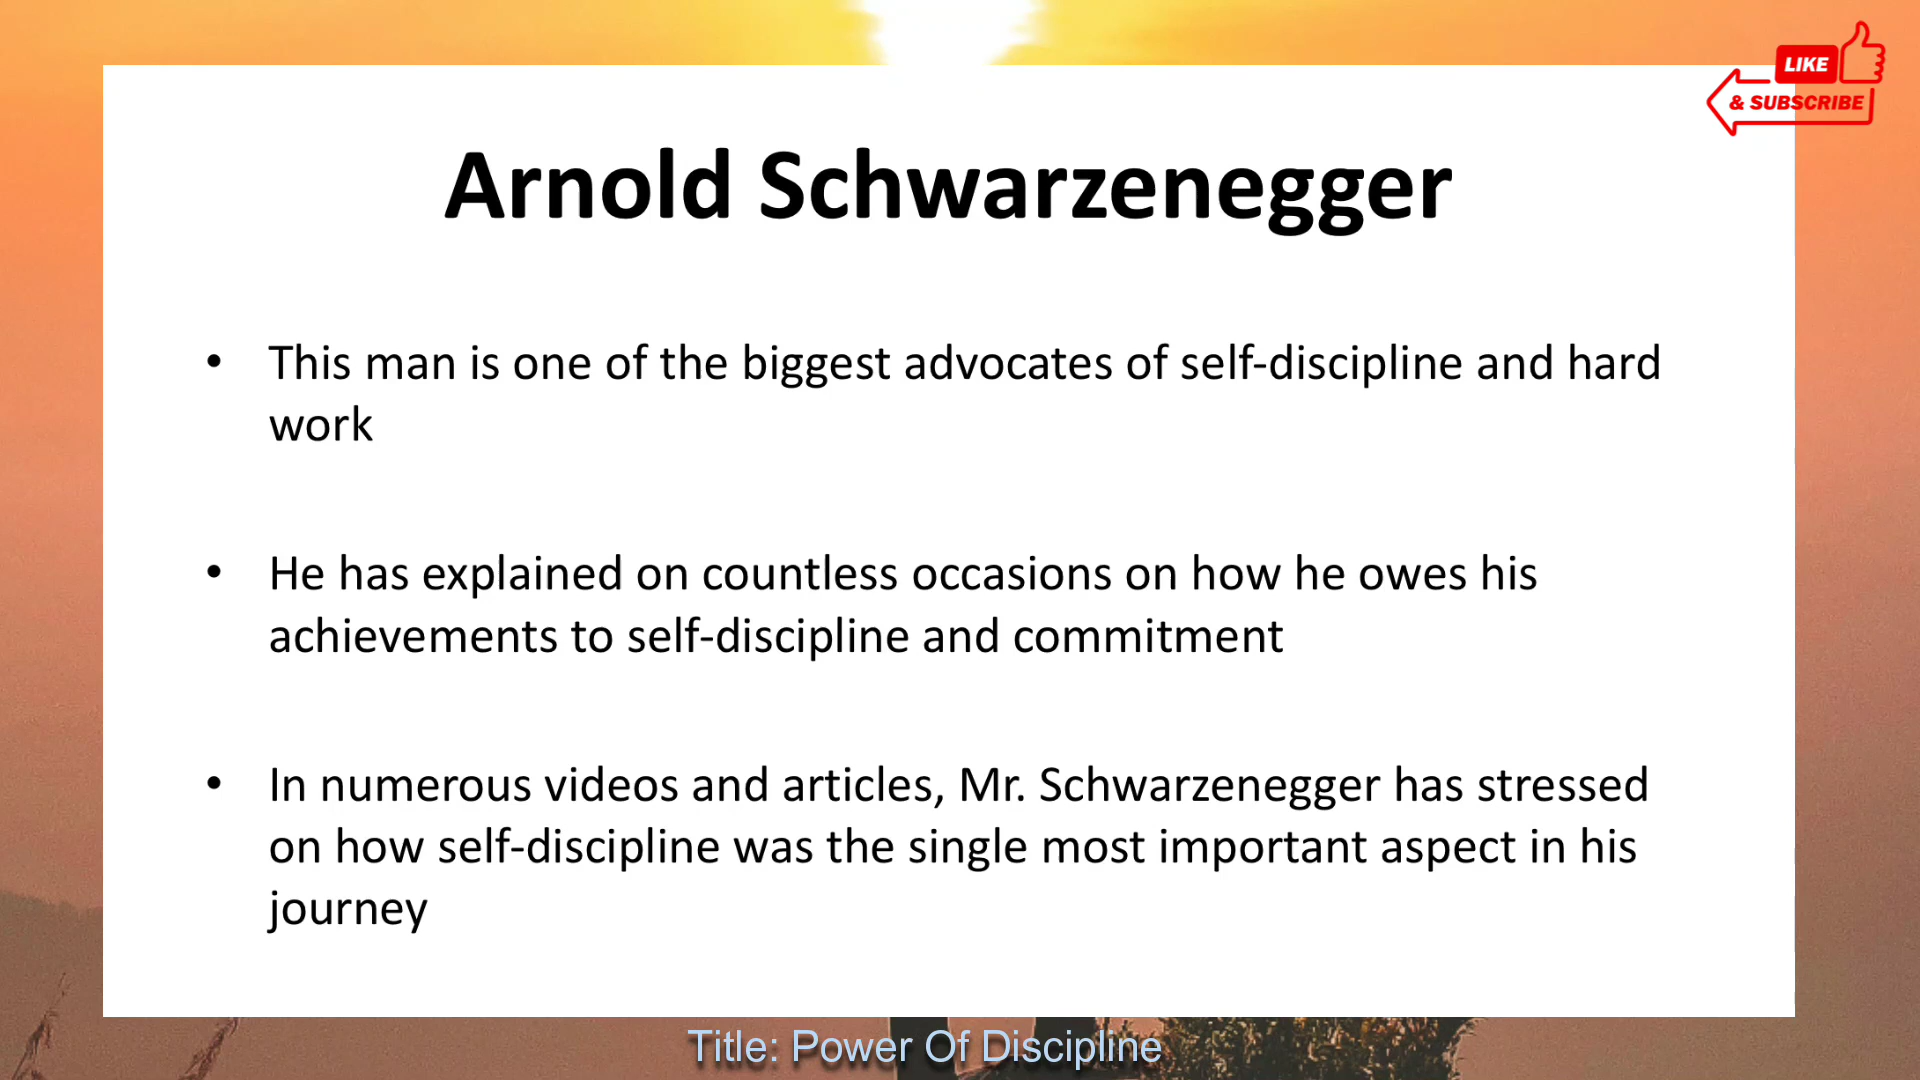 LIKE
& SUBSCRIBE
Arnold Schwarzenegger
• This man is one of the biggest advocates of self-discipline and hard
work
• He has explained on countless occasions on how he owes his
achievements to self-discipline and commitment
• In numerous videos and articles, Mr. Schwarzenegger has stressed
on how self-discipline was the single most important aspect in his
journey
Title: Power Of Discipline